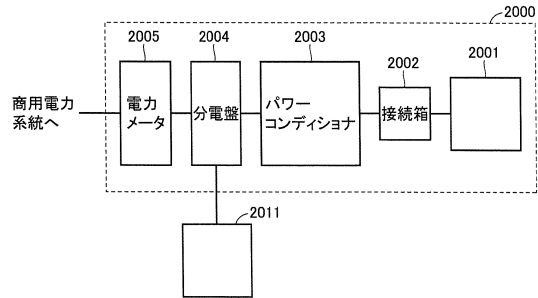 2000
2005
2004
2003
2002
2001
商用電力
系統へ
電力
メータ
分電盤
パワー
コンディショナ
接続箱
2011